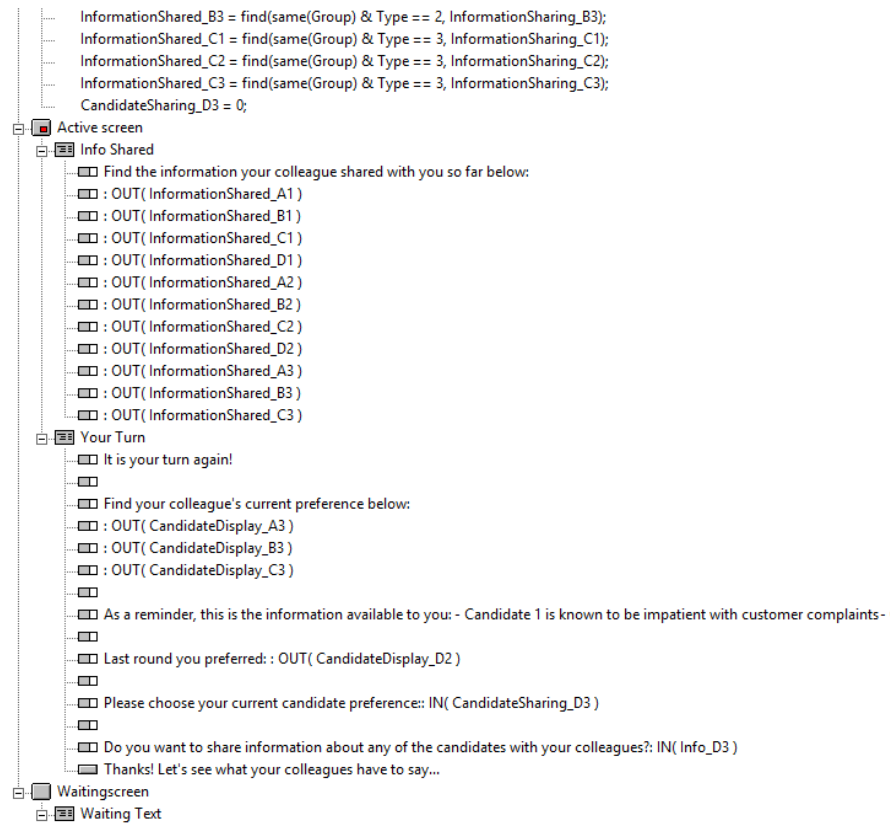 InformationShared_B3 = find(same(Group) & Type == 2, InformationSharing_B3);
InformationShared_C1 = find(same(Group) & Type == 3, InformationSharing_C1);
InformationShared_C2 = find(same(Group) & Type == 3, InformationSharing_C2);
InformationShared_C3 = find(same(Group) & Type == 3, InformationSharing_C3);
CandidateSharing_D3 = 0;
Active screen
Info Shared
Find the information your colleague shared with you so far below:
: OUT( InformationShared_A1 )
: OUT( InformationShared_B1 )
: OUT( InformationShared_C1 )
: OUT( InformationShared_D1 )
: OUT( InformationShared_A2 )
: OUT( InformationShared_B2 )
: OUT( InformationShared_C2 )
: OUT( InformationShared_D2 )
: OUT( InformationShared_A3 )
: OUT( InformationShared_B3 )
: OUT( InformationShared_C3 )
Your Turn
It is your turn again!
Find your colleague's current preference below:
: OUT( CandidateDisplay_A3 )
: OUT( CandidateDisplay_B3 )
: OUT( CandidateDisplay_C3 )
As a reminder, this is the information available to you: - Candidate 1 is known to be impatient with customer complaints-
Last round you preferred: : OUT( CandidateDisplay_D2 )
Please choose your current candidate preference:: IN( CandidateSharing_D3 )
Do you want to share information about any of the candidates with your colleagues?: IN( Info_D3 )
Thanks! Let's see what your colleagues have to say...
Waitingscreen
Waiting Text